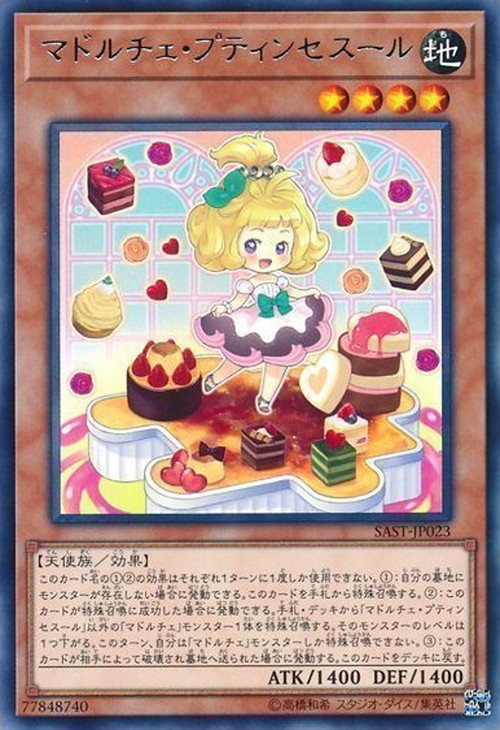 マドルチェ・プティンセスール
地
SAST-JP023
【天使族／効果】
このカード名の①②の効果はそれぞれ1ターンに1度しか使用できない。①：自分の墓地に
モンスターが存在しない場合に発動できる。このカードを手札から特殊召喚する。②：この
カードが特殊召喚に成功した場合に発動できる。手札・デッキから「マドルチェ・プティン
セスール」以外の「マドルチェ」モンスター1体を特殊召喚する。そのモンスターのレベルは
1つ下がる。このターン、自分は「マドルチェ」モンスターしか特殊召喚できない。③：この
カードが相手によって破壊され墓地へ送られた場合に発動する。このカードをデッキに戻す。
ATK/1400 DEF/1400
77848740
©高橋和希 スタジオ・ダイス/集英社